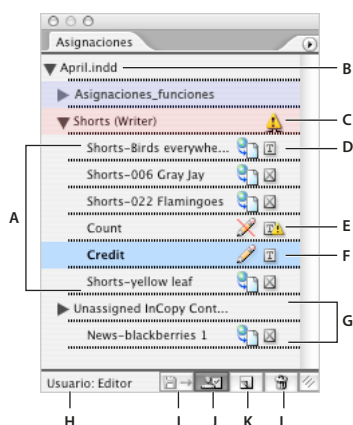 Asignaciones
April.indd B
Asignaciones_funciones
Shorts (Writer) C
Shorts-Birds everywhe... D
Shorts-006 Gray Jay
Shorts-022 Flamingoes
A
Count E
Credit F
Shorts-yellow leaf
Unassigned InCopy Cont...
G
News-blackberries 1
Usuario: Editor
H I J K L